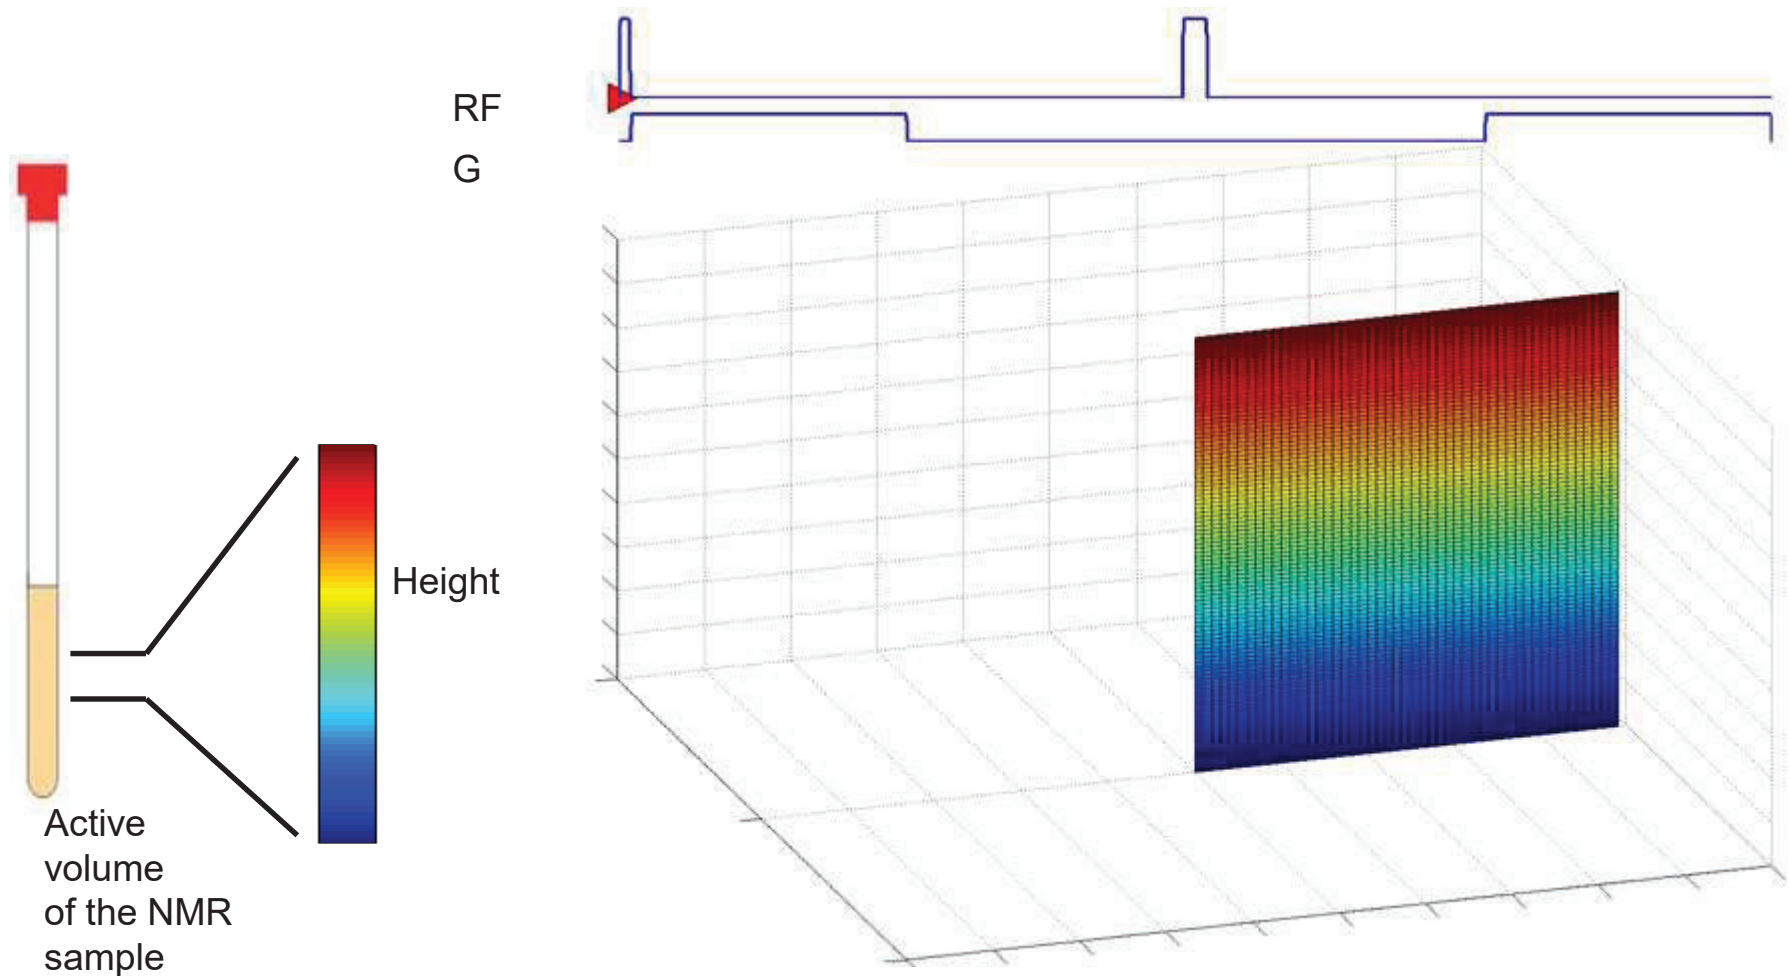 RF
G
Height
Active
volume
of the NMR
sample